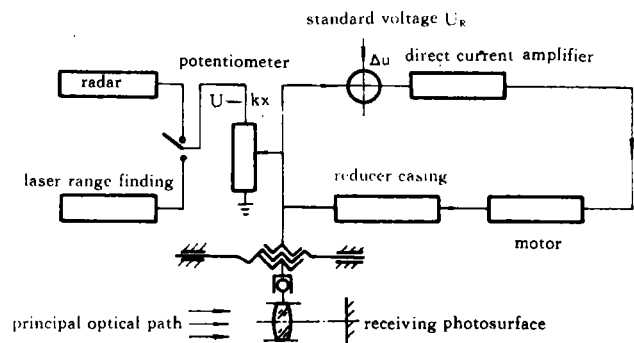 standard voltage U_R
potentiometer
Δu
direct current amplifier
radar
U — kx
laser range finding
reducer casing
motor
principal optical path
receiving photosurface